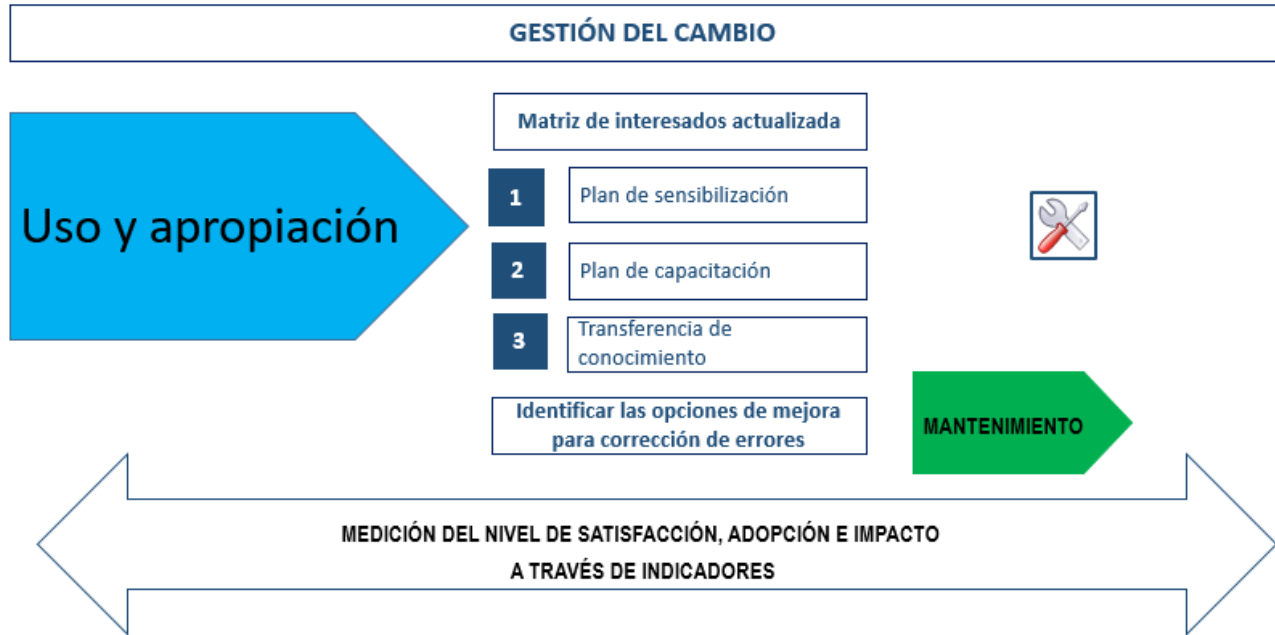 GESTIÓN DEL CAMBIO
Matriz de interesados actualizada
Uso y apropiación
1
Plan de sensibilización
2
Plan de capacitación
3
Transferencia de
conocimiento
Identificar las opciones de mejora
para corrección de errores
MANTENIMIENTO
MEDICIÓN DEL NIVEL DE SATISFACCIÓN, ADOPCIÓN E IMPACTO
A TRAVÉS DE INDICADORES